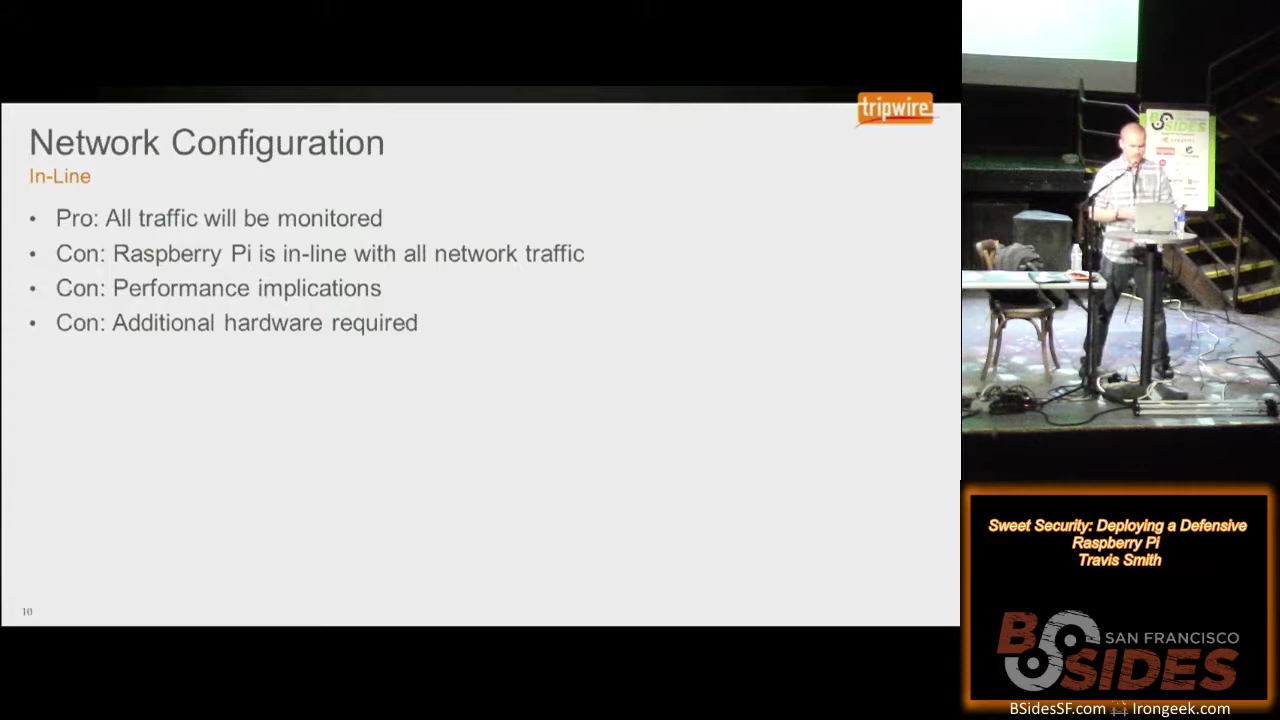 tripwire
Network Configuration
In-Line
• Pro: All traffic will be monitored
• Con: Raspberry Pi is in-line with all network traffic
• Con: Performance implications
• Con: Additional hardware required
10
BSIDES
Sweet Security: Deploying a Defensive
Raspberry Pi
Travis Smith
BSIDES
SAN FRANCISCO
BSidesSF.com Irongeek.com